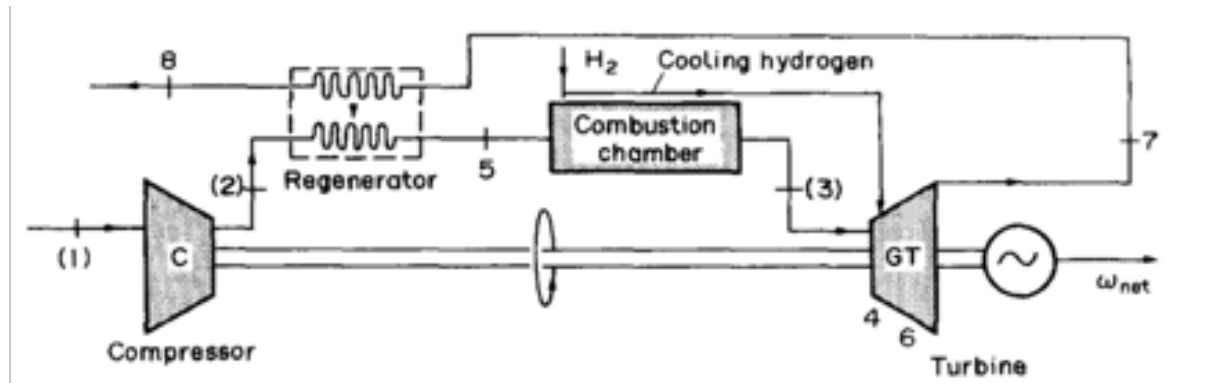 8
H2
Cooling hydrogen
Combustion
chamber
7
5
(2)
Regenerator
(3)
(1)
C
GT
ωnet
4
6
Compressor
Turbine